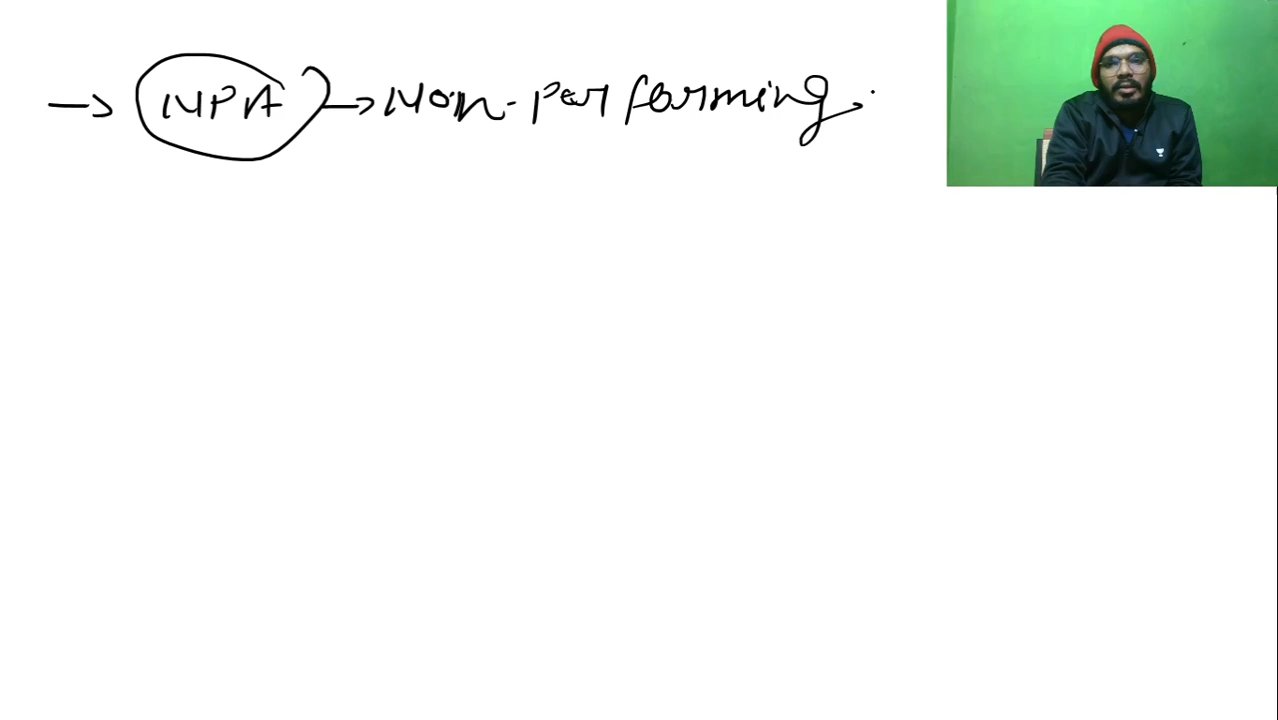 → NPA → Non-performing